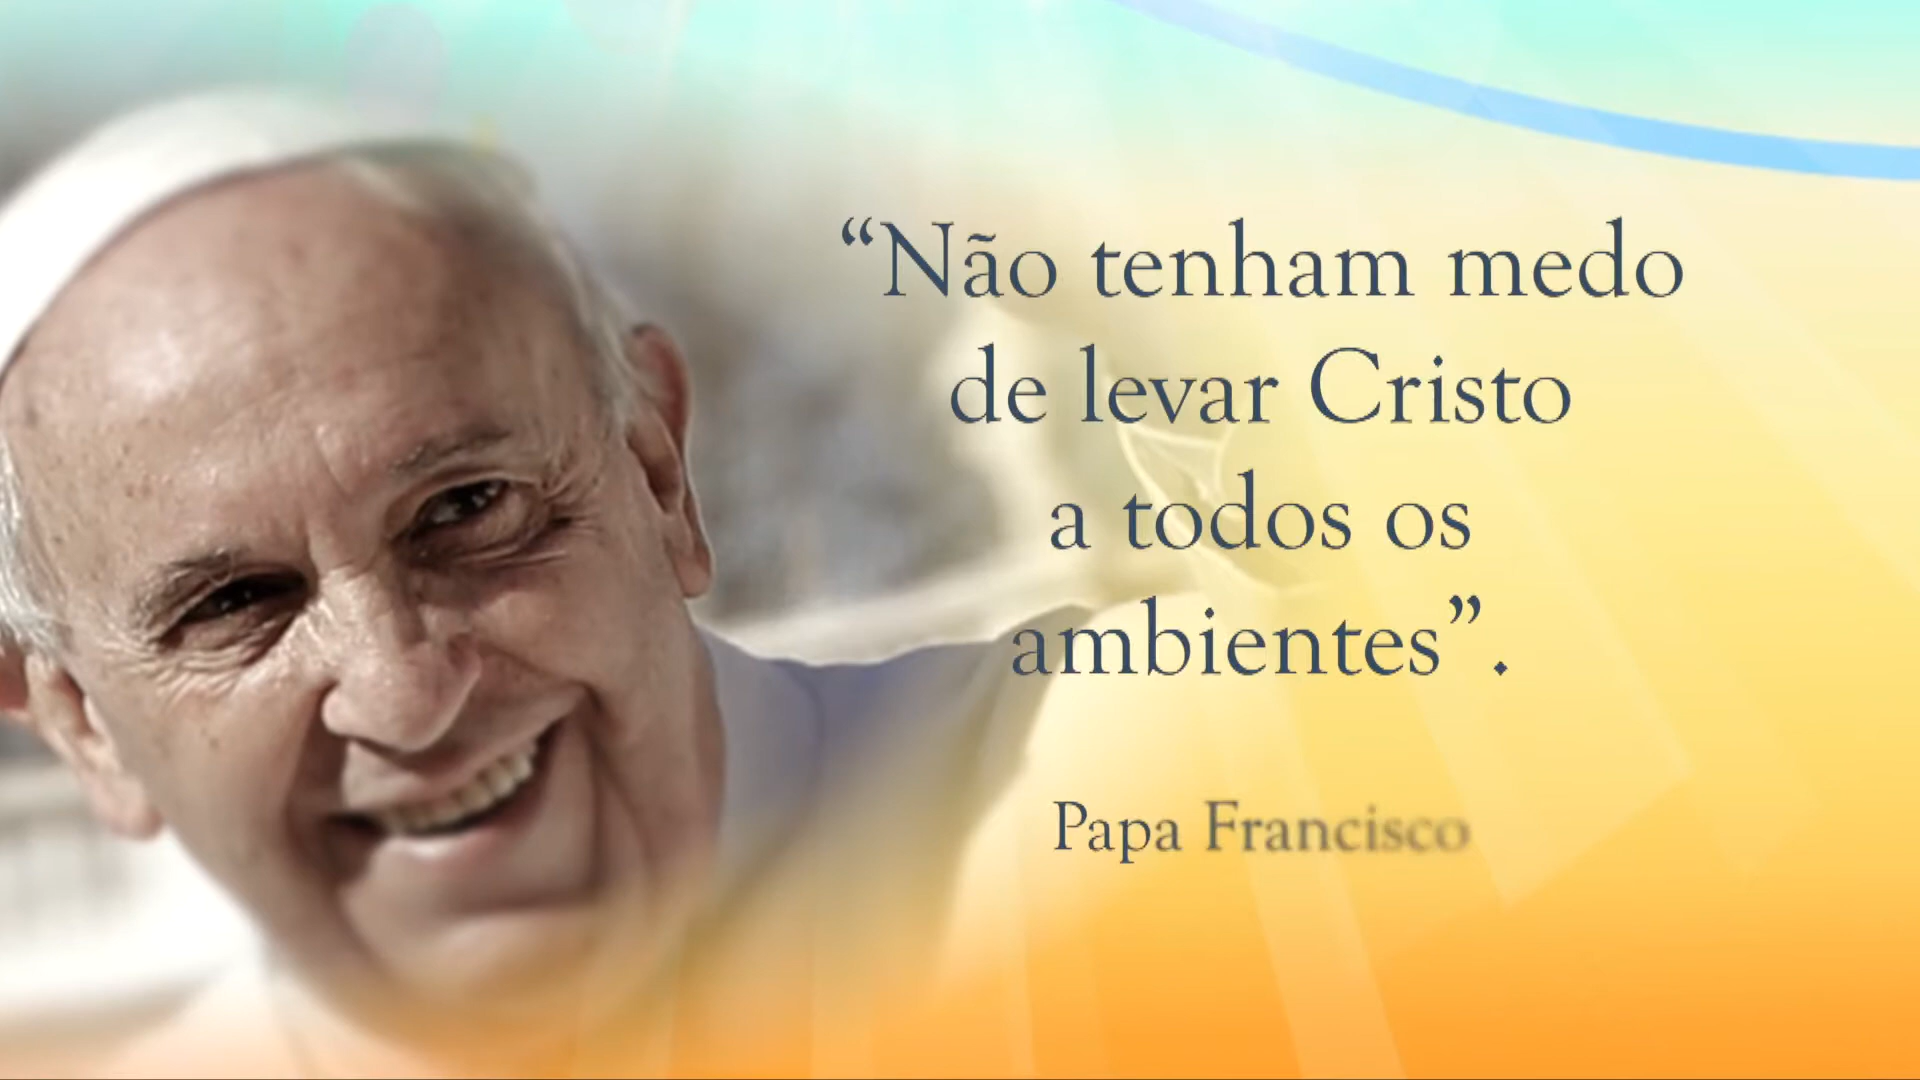 “Não tenham medo
de levar Cristo
a todos os
ambientes”.
Papa Francisco